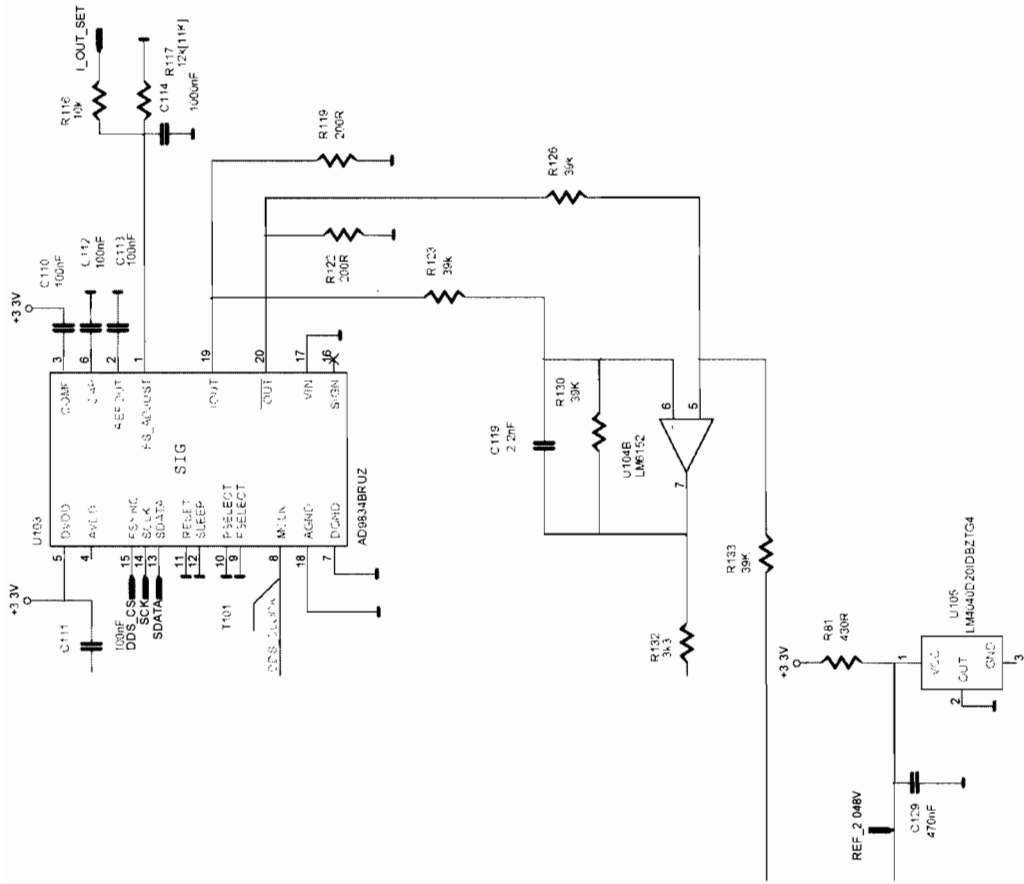 I_OUT_SET
R116
10k
R117
12k[11K]
C114
1000nF
+3 3V
C110
100nF
C112
100nF
C113
100nF
R119
200R
R122
200R
R126
39k
R123
39k
3
6
2
1
19
20
17
16
CAP
FS_ADJUST
IOUT
VIN
SIGN
SIG
U103
DVDD
FSYNC
SCLK
SDATA
RESET
SLEEP
PSELECT
FSELECT
MCLK
AGND
DGND
AD9834BRUZ
5
4
15
14
13
11
12
10
9
8
18
7
+3 3V
C111
100nF
DDS_CS
SCK
SDATA
T101
C119
2 2nF
R130
39K
U104B
LM6152
6
5
7
R132
3k3
R133
39K
+3 3V
R81
430R
U105
LM4040D20IDBZTG4
1
2
3
OUT
GND
REF_2 048V
C129
470nF